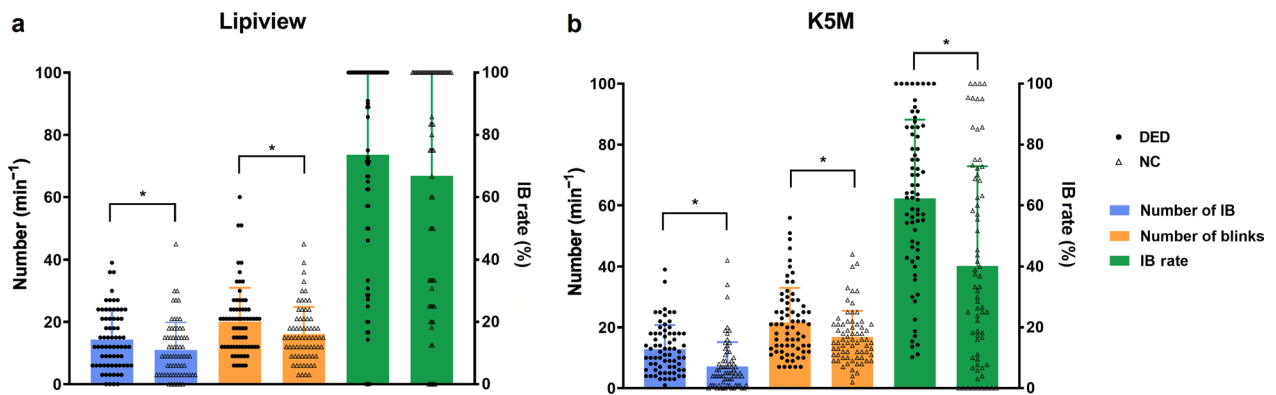 a
Lipiview
Number (min⁻¹)
100
80
60
40
20
0
*
*
100
80
60
40
20
0
IB rate (%)
b
K5M
Number (min⁻¹)
100
80
60
40
20
0
*
*
*
100
80
60
40
20
0
IB rate (%)
DED
NC
Number of IB
Number of blinks
IB rate